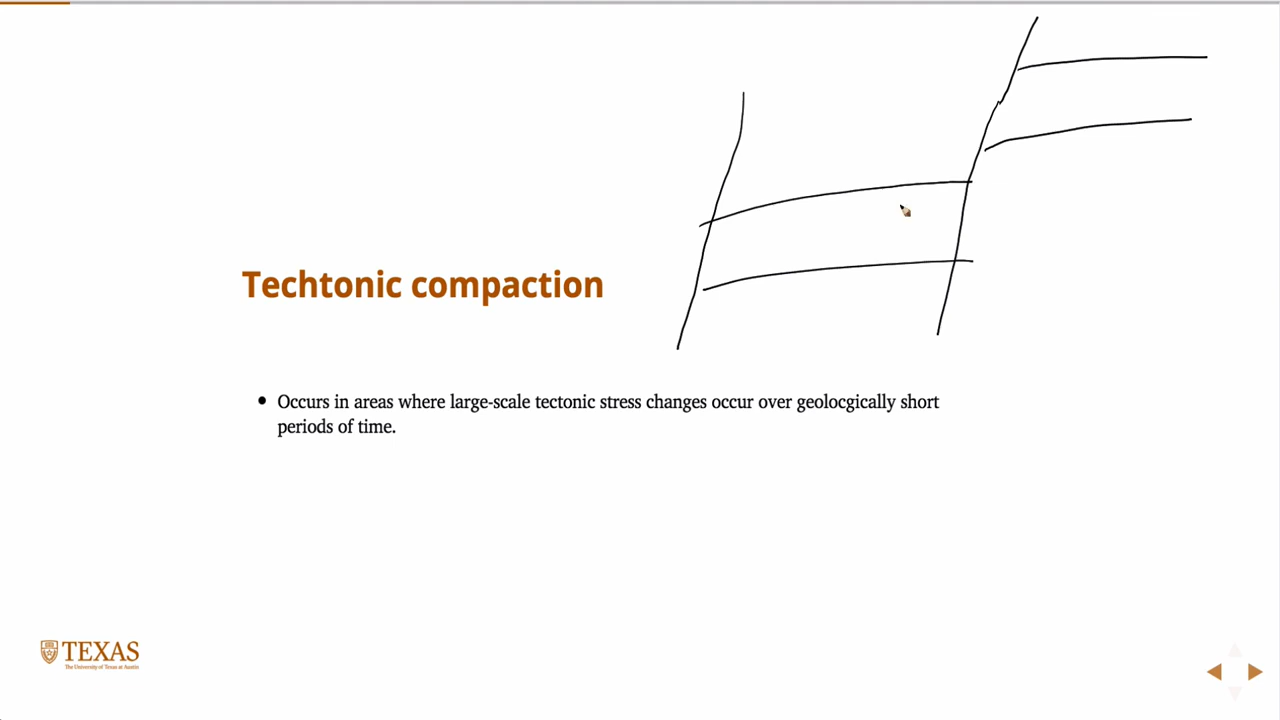 Techtonic compaction
• Occurs in areas where large-scale tectonic stress changes occur over geolocgically short
periods of time.
TEXAS
The University of Texas at Austin